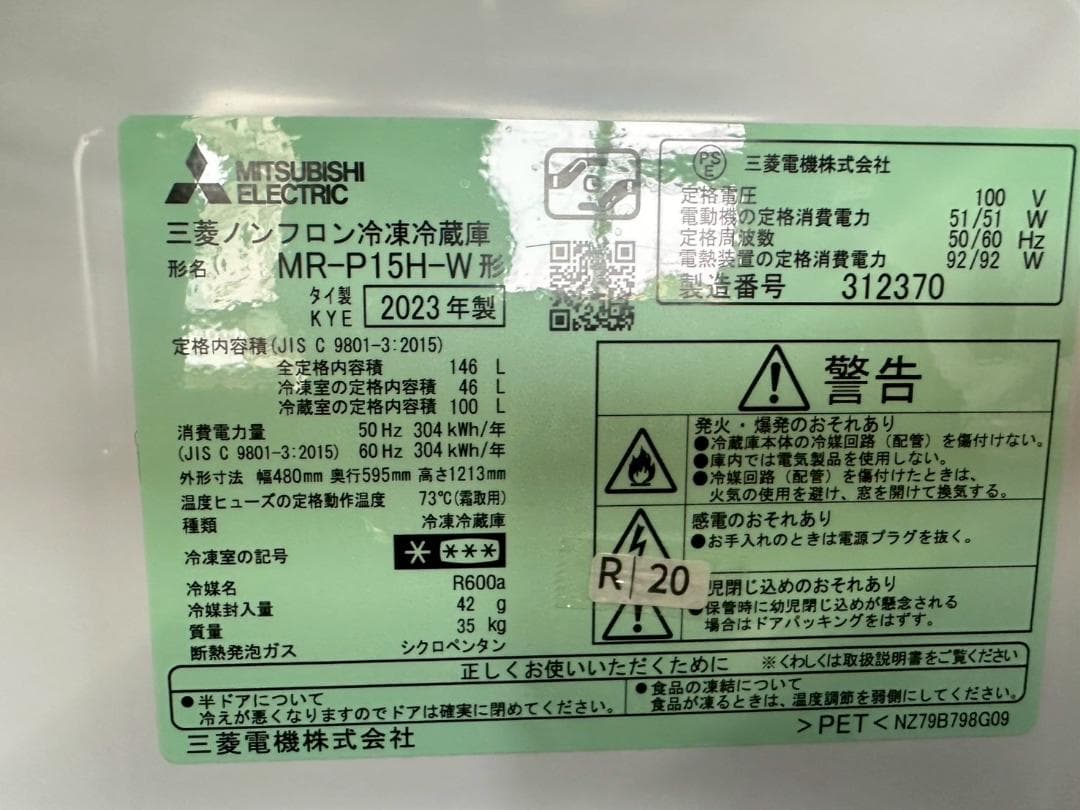 MITSUBISHI
ELECTRIC
三菱ノンフロン冷凍冷蔵庫
形名 MR-P15H-W形
タイ製
KYE
2023年製
定格内容積(JIS C 9801-3:2015)
全定格内容積 146 L
冷凍室の定格内容積 46 L
冷蔵室の定格内容積 100 L
消費電力量 50 Hz 304 kWh/年
(JIS C 9801-3:2015) 60 Hz 304 kWh/年
外形寸法 幅480mm 奥行595mm 高さ1213mm
温度ヒューズの定格動作温度 73℃(霜取用)
種類 冷凍冷蔵庫
冷凍室の記号 * ***
冷媒名 R600a
冷媒封入量 42 g
質量 35 kg
断熱発泡ガス シクロペンタン
PS
E
三菱電機株式会社
定格電圧 100 V
電動機の定格消費電力 51/51 W
定格周波数 50/60 Hz
電熱装置の定格消費電力 92/92 W
製造番号 312370
警告
発火・爆発のおそれあり
●冷蔵庫本体の冷媒回路(配管)を傷付けない。
●庫内では電気製品を使用しない。
●冷媒回路(配管)を傷付けたときは、
火気の使用を避け、窓を開けて換気する。
感電のおそれあり
●お手入れのときは電源プラグを抜く。
R/20
児閉じ込めのおそれあり
●保管時に幼児閉じ込めが懸念される
場合はドアパッキングをはずす。
正しくお使いいただくために ※くわしくは取扱説明書をご覧ください
●半ドアについて
冷えが悪くなりますのでドアは確実に閉めてください。
●食品の凍結について
食品が凍るときは、温度調節を弱側にしてください。
三菱電機株式会社
>PET< NZ79B798G09